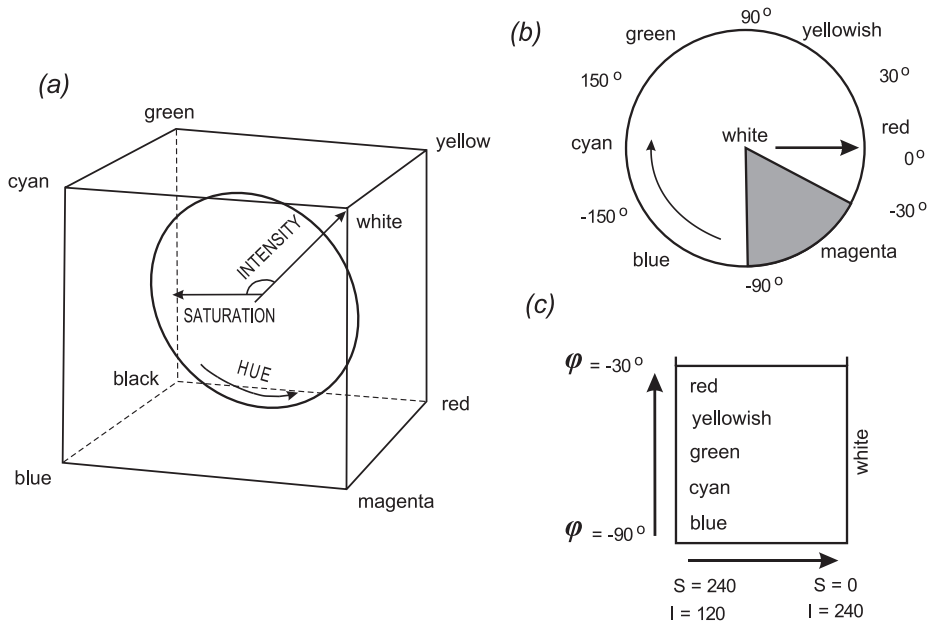 (a)
green
yellow
cyan
white
INTENSITY
SATURATION
HUE
black
red
blue
magenta
(b)
90°
green
yellowish
150°
30°
red
cyan
white
0°
-150°
-30°
blue
magenta
-90°
(c)
φ = -30°
red
yellowish
green
cyan
blue
white
φ = -90°
S = 240 S = 0
I = 120 I = 240